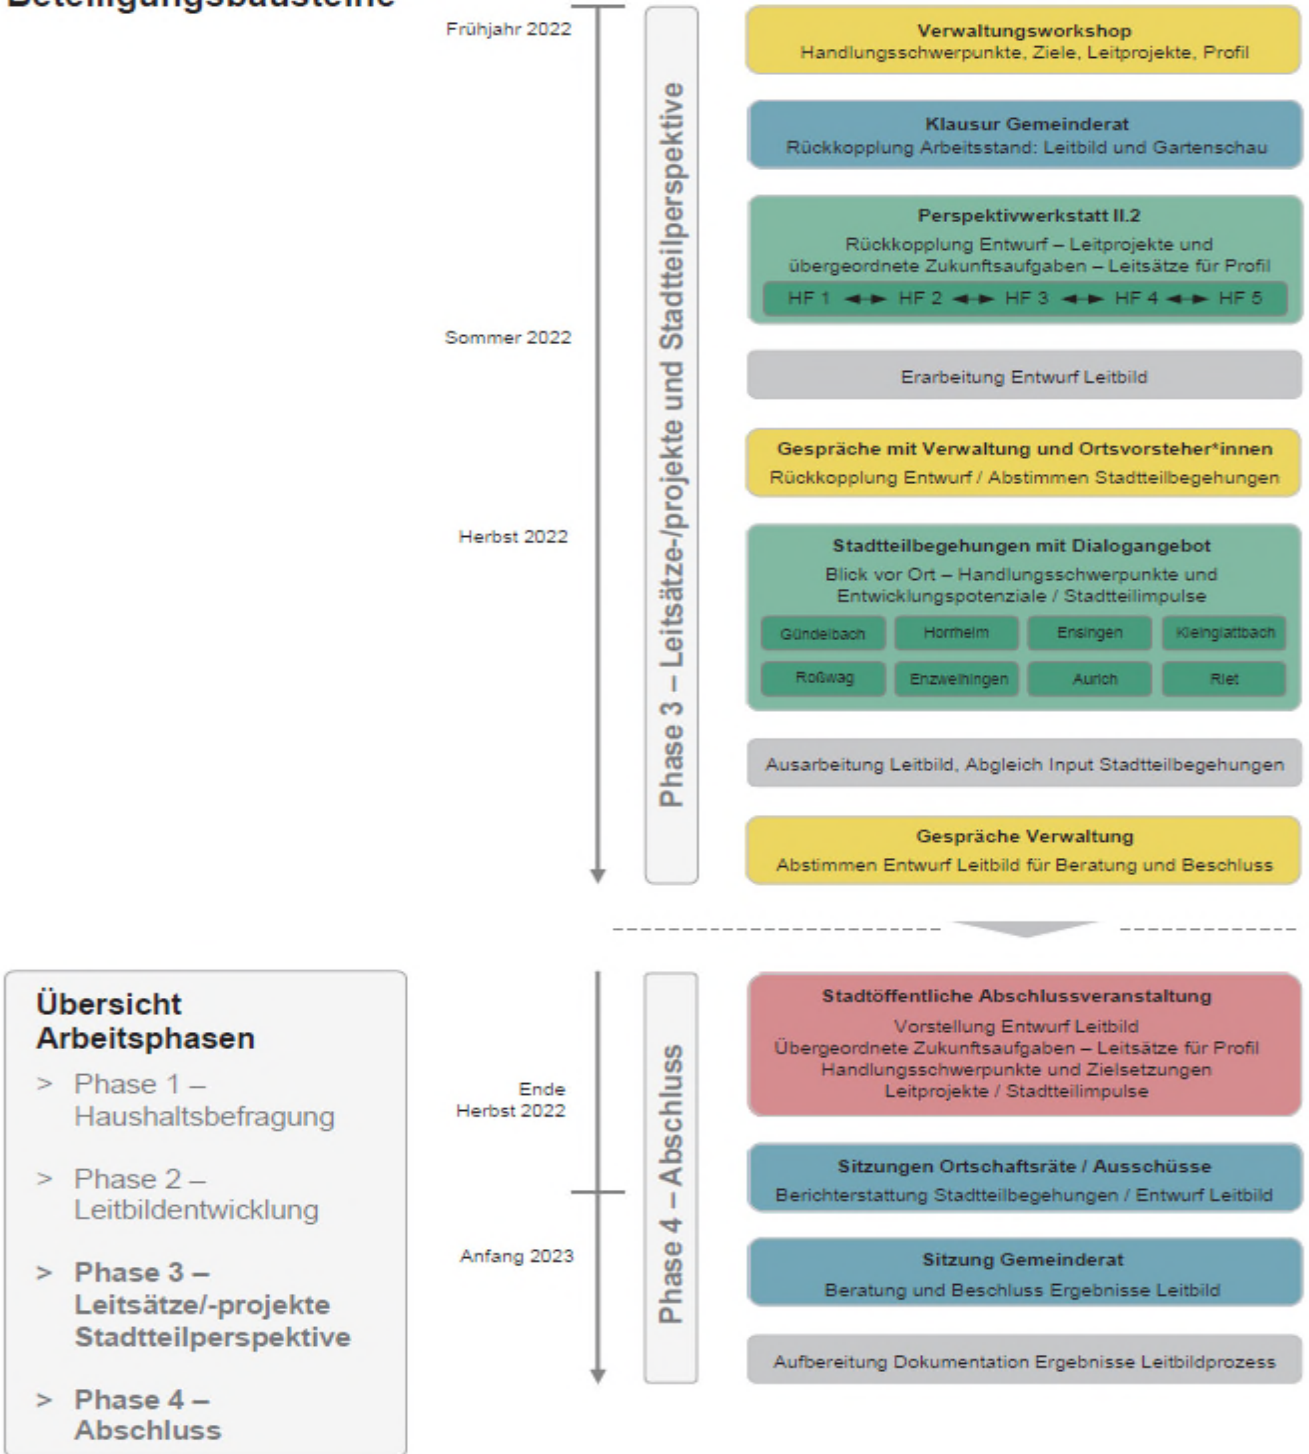 Beteiligungsbausteine
Frühjahr 2022
Sommer 2022
Herbst 2022
Phase 3 – Leitsätze-/projekte und Stadtteilperspektive
Verwaltungsworkshop
Handlungsschwerpunkte, Ziele, Leitprojekte, Profil
Klausur Gemeinderat
Rückkopplung Arbeitsstand: Leitbild und Gartenschau
Perspektivwerkstatt II.2
Rückkopplung Entwurf – Leitprojekte und
übergeordnete Zukunftsaufgaben – Leitsätze für Profil
HF 1 HF 2 HF 3 HF 4 HF 5
Erarbeitung Entwurf Leitbild
Gespräche mit Verwaltung und Ortsvorsteher*innen
Rückkopplung Entwurf / Abstimmen Stadtteilbegehungen
Stadtteilbegehungen mit Dialogangebot
Blick vor Ort – Handlungsschwerpunkte und
Entwicklungspotenziale / Stadtteilimpulse
Gündelbach Horrheim Ensingen Kleinglattbach
Roßwag Enzweihingen Aurich Riet
Ausarbeitung Leitbild, Abgleich Input Stadtteilbegehungen
Gespräche Verwaltung
Abstimmen Entwurf Leitbild für Beratung und Beschluss
Übersicht
Arbeitsphasen
> Phase 1 –
Haushaltsbefragung
> Phase 2 –
Leitbildentwicklung
> Phase 3 –
Leitsätze/-projekte
Stadtteilperspektive
> Phase 4 –
Abschluss
Ende
Herbst 2022
Anfang 2023
Phase 4 – Abschluss
Stadtöffentliche Abschlussveranstaltung
Vorstellung Entwurf Leitbild
Übergeordnete Zukunftsaufgaben – Leitsätze für Profil
Handlungsschwerpunkte und Zielsetzungen
Leitprojekte / Stadtteilimpulse
Sitzungen Ortschaftsräte / Ausschüsse
Berichterstattung Stadtteilbegehungen / Entwurf Leitbild
Sitzung Gemeinderat
Beratung und Beschluss Ergebnisse Leitbild
Aufbereitung Dokumentation Ergebnisse Leitbildprozess